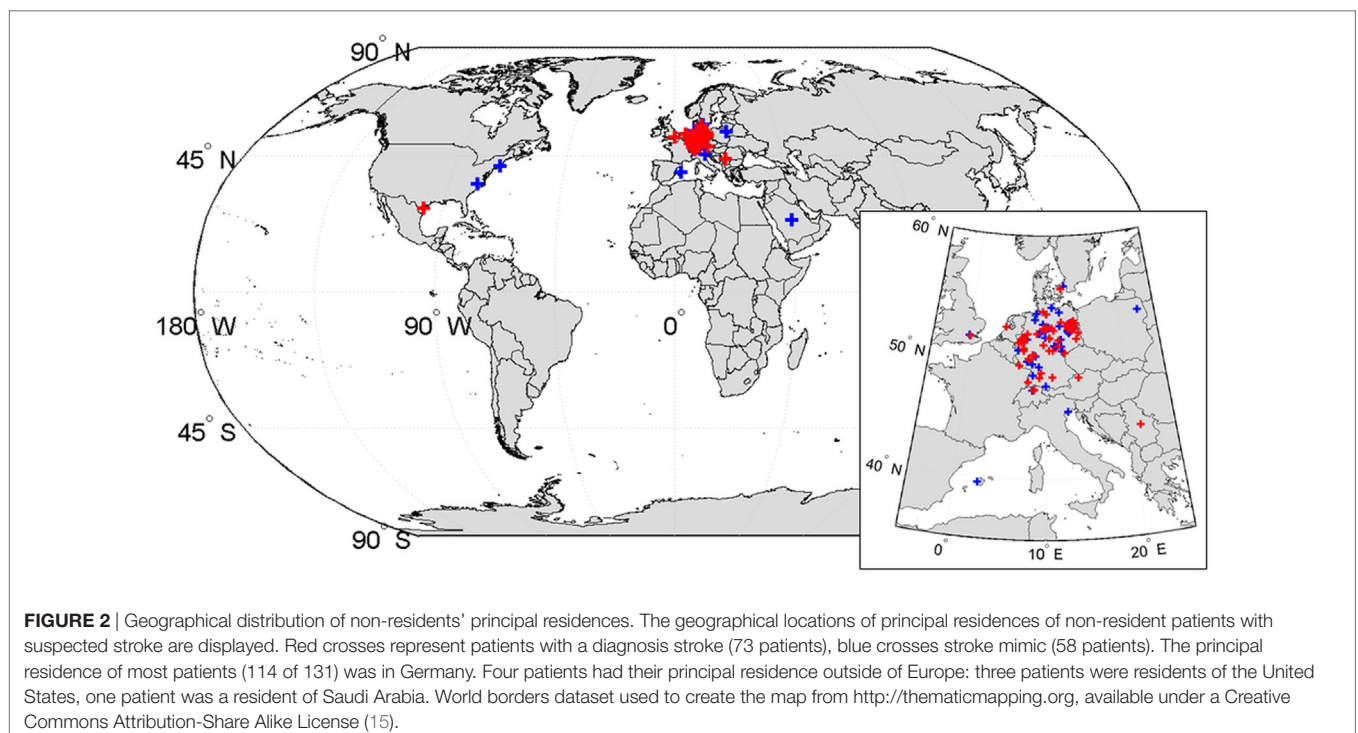 90° N
45° N
180° W
90° W
0°
45° S
90° S
60° N
50° N
40° N
0°
10° E
20° E
FIGURE 2 | Geographical distribution of non-residents’ principal residences. The geographical locations of principal residences of non-resident patients with
suspected stroke are displayed. Red crosses represent patients with a diagnosis stroke (73 patients), blue crosses stroke mimic (58 patients). The principal
residence of most patients (114 of 131) was in Germany. Four patients had their principal residence outside of Europe: three patients were residents of the United
States, one patient was a resident of Saudi Arabia. World borders dataset used to create the map from http://thematicmapping.org, available under a Creative
Commons Attribution-Share Alike License (15).